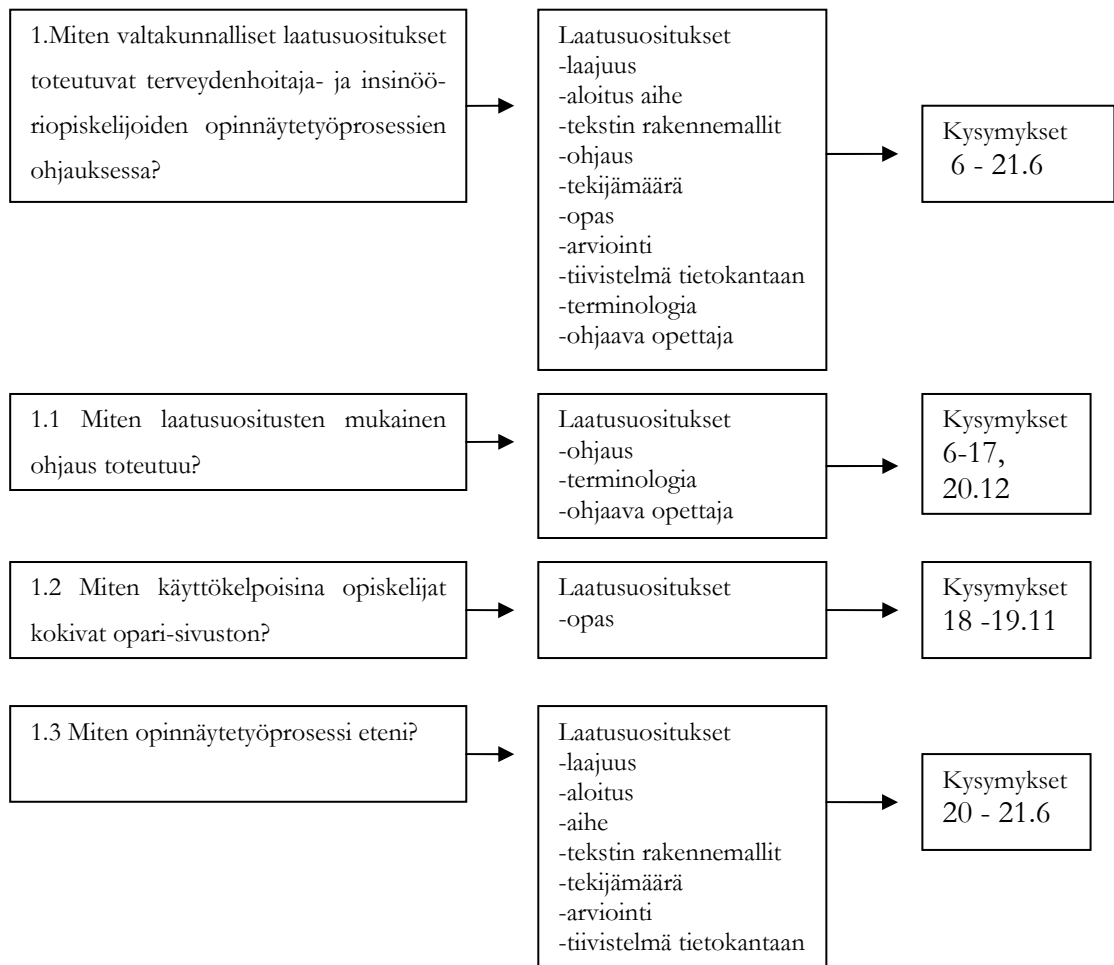 1.Miten valtakunnalliset laatusuositukset
toteutuvat terveydenhoitaja- ja insinöö-
riopiskelijoiden opinnäytetyöprosessien
ohjauksessa?
Laatusuositukset
-laajuus
-aloitus aihe
-tekstin rakennemallit
-ohjaus
-tekijämäärä
-opas
-arviointi
-tiivistelmä tietokantaan
-terminologia
-ohjaava opettaja
Kysymykset
6 - 21.6
1.1 Miten laatusuositusten mukainen
ohjaus toteutuu?
Laatusuositukset
-ohjaus
-terminologia
-ohjaava opettaja
Kysymykset
6-17,
20.12
1.2 Miten käyttökelpoisina opiskelijat
kokivat opari-sivuston?
Laatusuositukset
-opas
Kysymykset
18 -19.11
1.3 Miten opinnäytetyöprosessi eteni?
Laatusuositukset
-laajuus
-aloitus
-aihe
-tekstin rakennemallit
-tekijämäärä
-arviointi
-tiivistelmä tietokantaan
Kysymykset
20 - 21.6